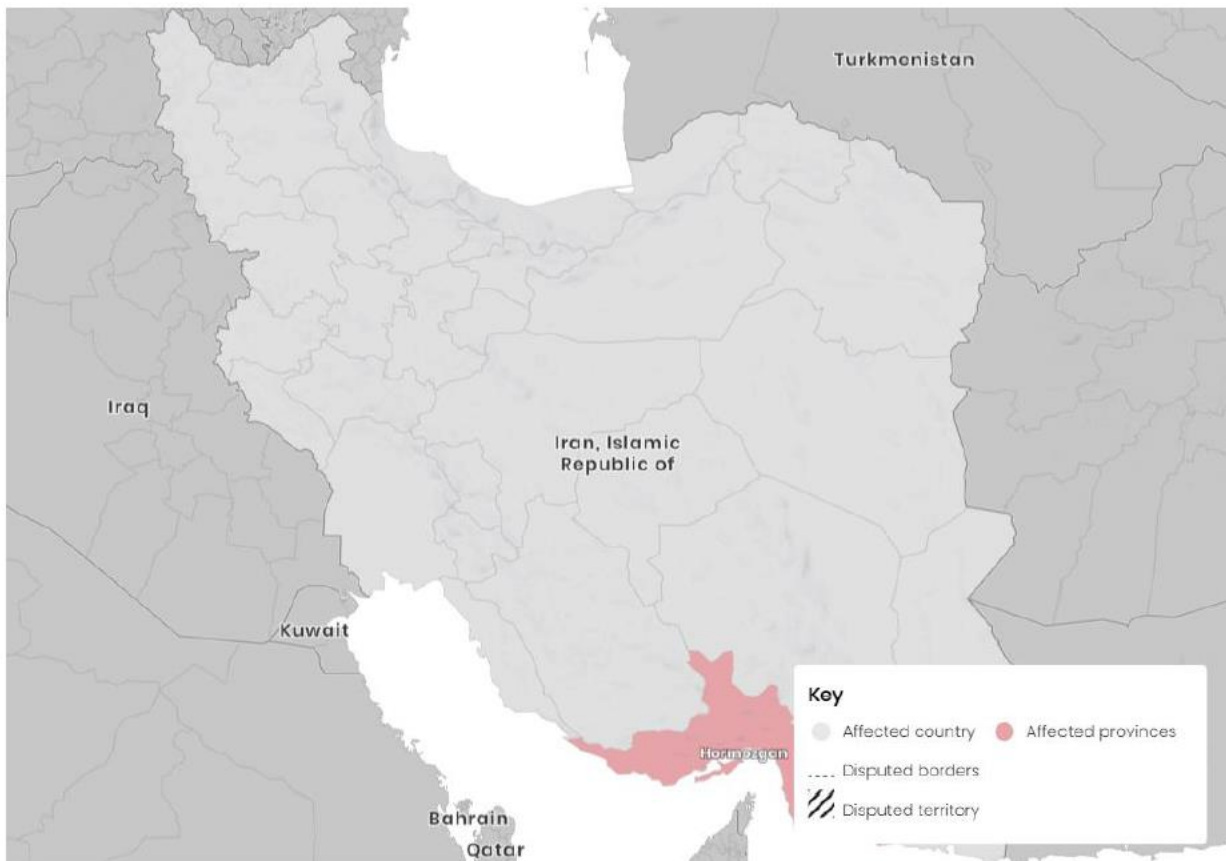 Turkmenistan
Iraq
Iran, Islamic
Republic of
Kuwait
Hormozgan
Bahrain
Qatar
Key
Affected country
Affected provinces
Disputed borders
Disputed territory